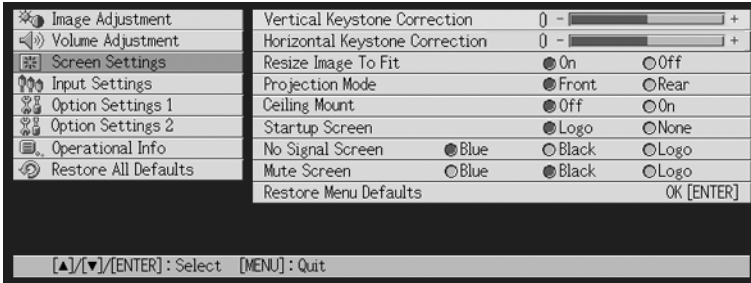 Image Adjustment
Volume Adjustment
Screen Settings
Input Settings
Option Settings 1
Option Settings 2
Operational Info
Restore All Defaults
Vertical Keystone Correction 0 - +
Horizontal Keystone Correction 0 - +
Resize Image To Fit On Off
Projection Mode Front Rear
Ceiling Mount Off On
Startup Screen Logo None
No Signal Screen Blue Black Logo
Mute Screen Blue Black Logo
Restore Menu Defaults OK [ENTER]
[▲]/[▼]/[ENTER] : Select [MENU] : Quit